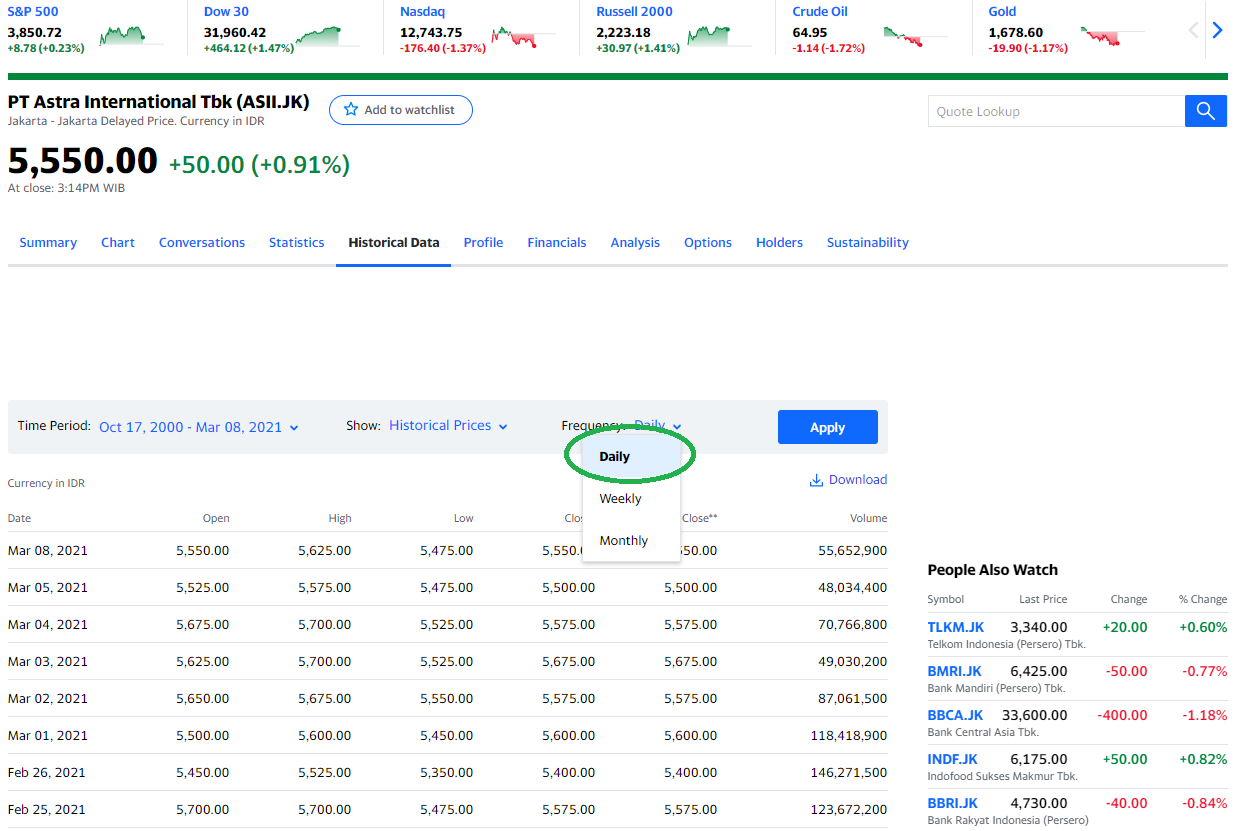 S&P 500 Dow 30 Nasdaq Russell 2000 Crude Oil Gold
3,850.72 31,960.42 12,743.75 2,223.18 64.95 1,678.60
+8.78 (+0.23%) +464.12 (+1.47%) -176.40 (-1.37%) +30.97 (+1.41%) -1.14 (-1.72%) -19.90 (-1.17%)
PT Astra International Tbk (ASII.JK) Add to watchlist Quote Lookup
Jakarta - Jakarta Delayed Price. Currency in IDR
5,550.00 +50.00 (+0.91%)
At close: 3:14PM WIB
Summary Chart Conversations Statistics Historical Data Profile Financials Analysis Options Holders Sustainability
Time Period: Oct 17, 2000 - Mar 08, 2021 Show: Historical Prices Frequency: Daily Apply
Daily
Weekly
Monthly
Currency in IDR Download
Date Open High Low Clos Close** Volume
Mar 08, 2021 5,550.00 5,625.00 5,475.00 5,550.0 50.00 55,652,900
Mar 05, 2021 5,525.00 5,575.00 5,475.00 5,500.00 5,500.00 48,034,400
Mar 04, 2021 5,675.00 5,700.00 5,525.00 5,575.00 5,575.00 70,766,800
Mar 03, 2021 5,625.00 5,700.00 5,525.00 5,675.00 5,675.00 49,030,200
Mar 02, 2021 5,650.00 5,675.00 5,550.00 5,575.00 5,575.00 87,061,500
Mar 01, 2021 5,500.00 5,600.00 5,450.00 5,600.00 5,600.00 118,418,900
Feb 26, 2021 5,450.00 5,525.00 5,350.00 5,400.00 5,400.00 146,271,500
Feb 25, 2021 5,700.00 5,700.00 5,475.00 5,575.00 5,575.00 123,672,200
People Also Watch
Symbol Last Price Change % Change
TLKM.JK 3,340.00 +20.00 +0.60%
Telkom Indonesia (Persero) Tbk.
BMRI.JK 6,425.00 -50.00 -0.77%
Bank Mandiri (Persero) Tbk.
BBCA.JK 33,600.00 -400.00 -1.18%
Bank Central Asia Tbk.
INDF.JK 6,175.00 +50.00 +0.82%
Indofood Sukses Makmur Tbk.
BBRI.JK 4,730.00 -40.00 -0.84%
Bank Rakyat Indonesia (Persero)